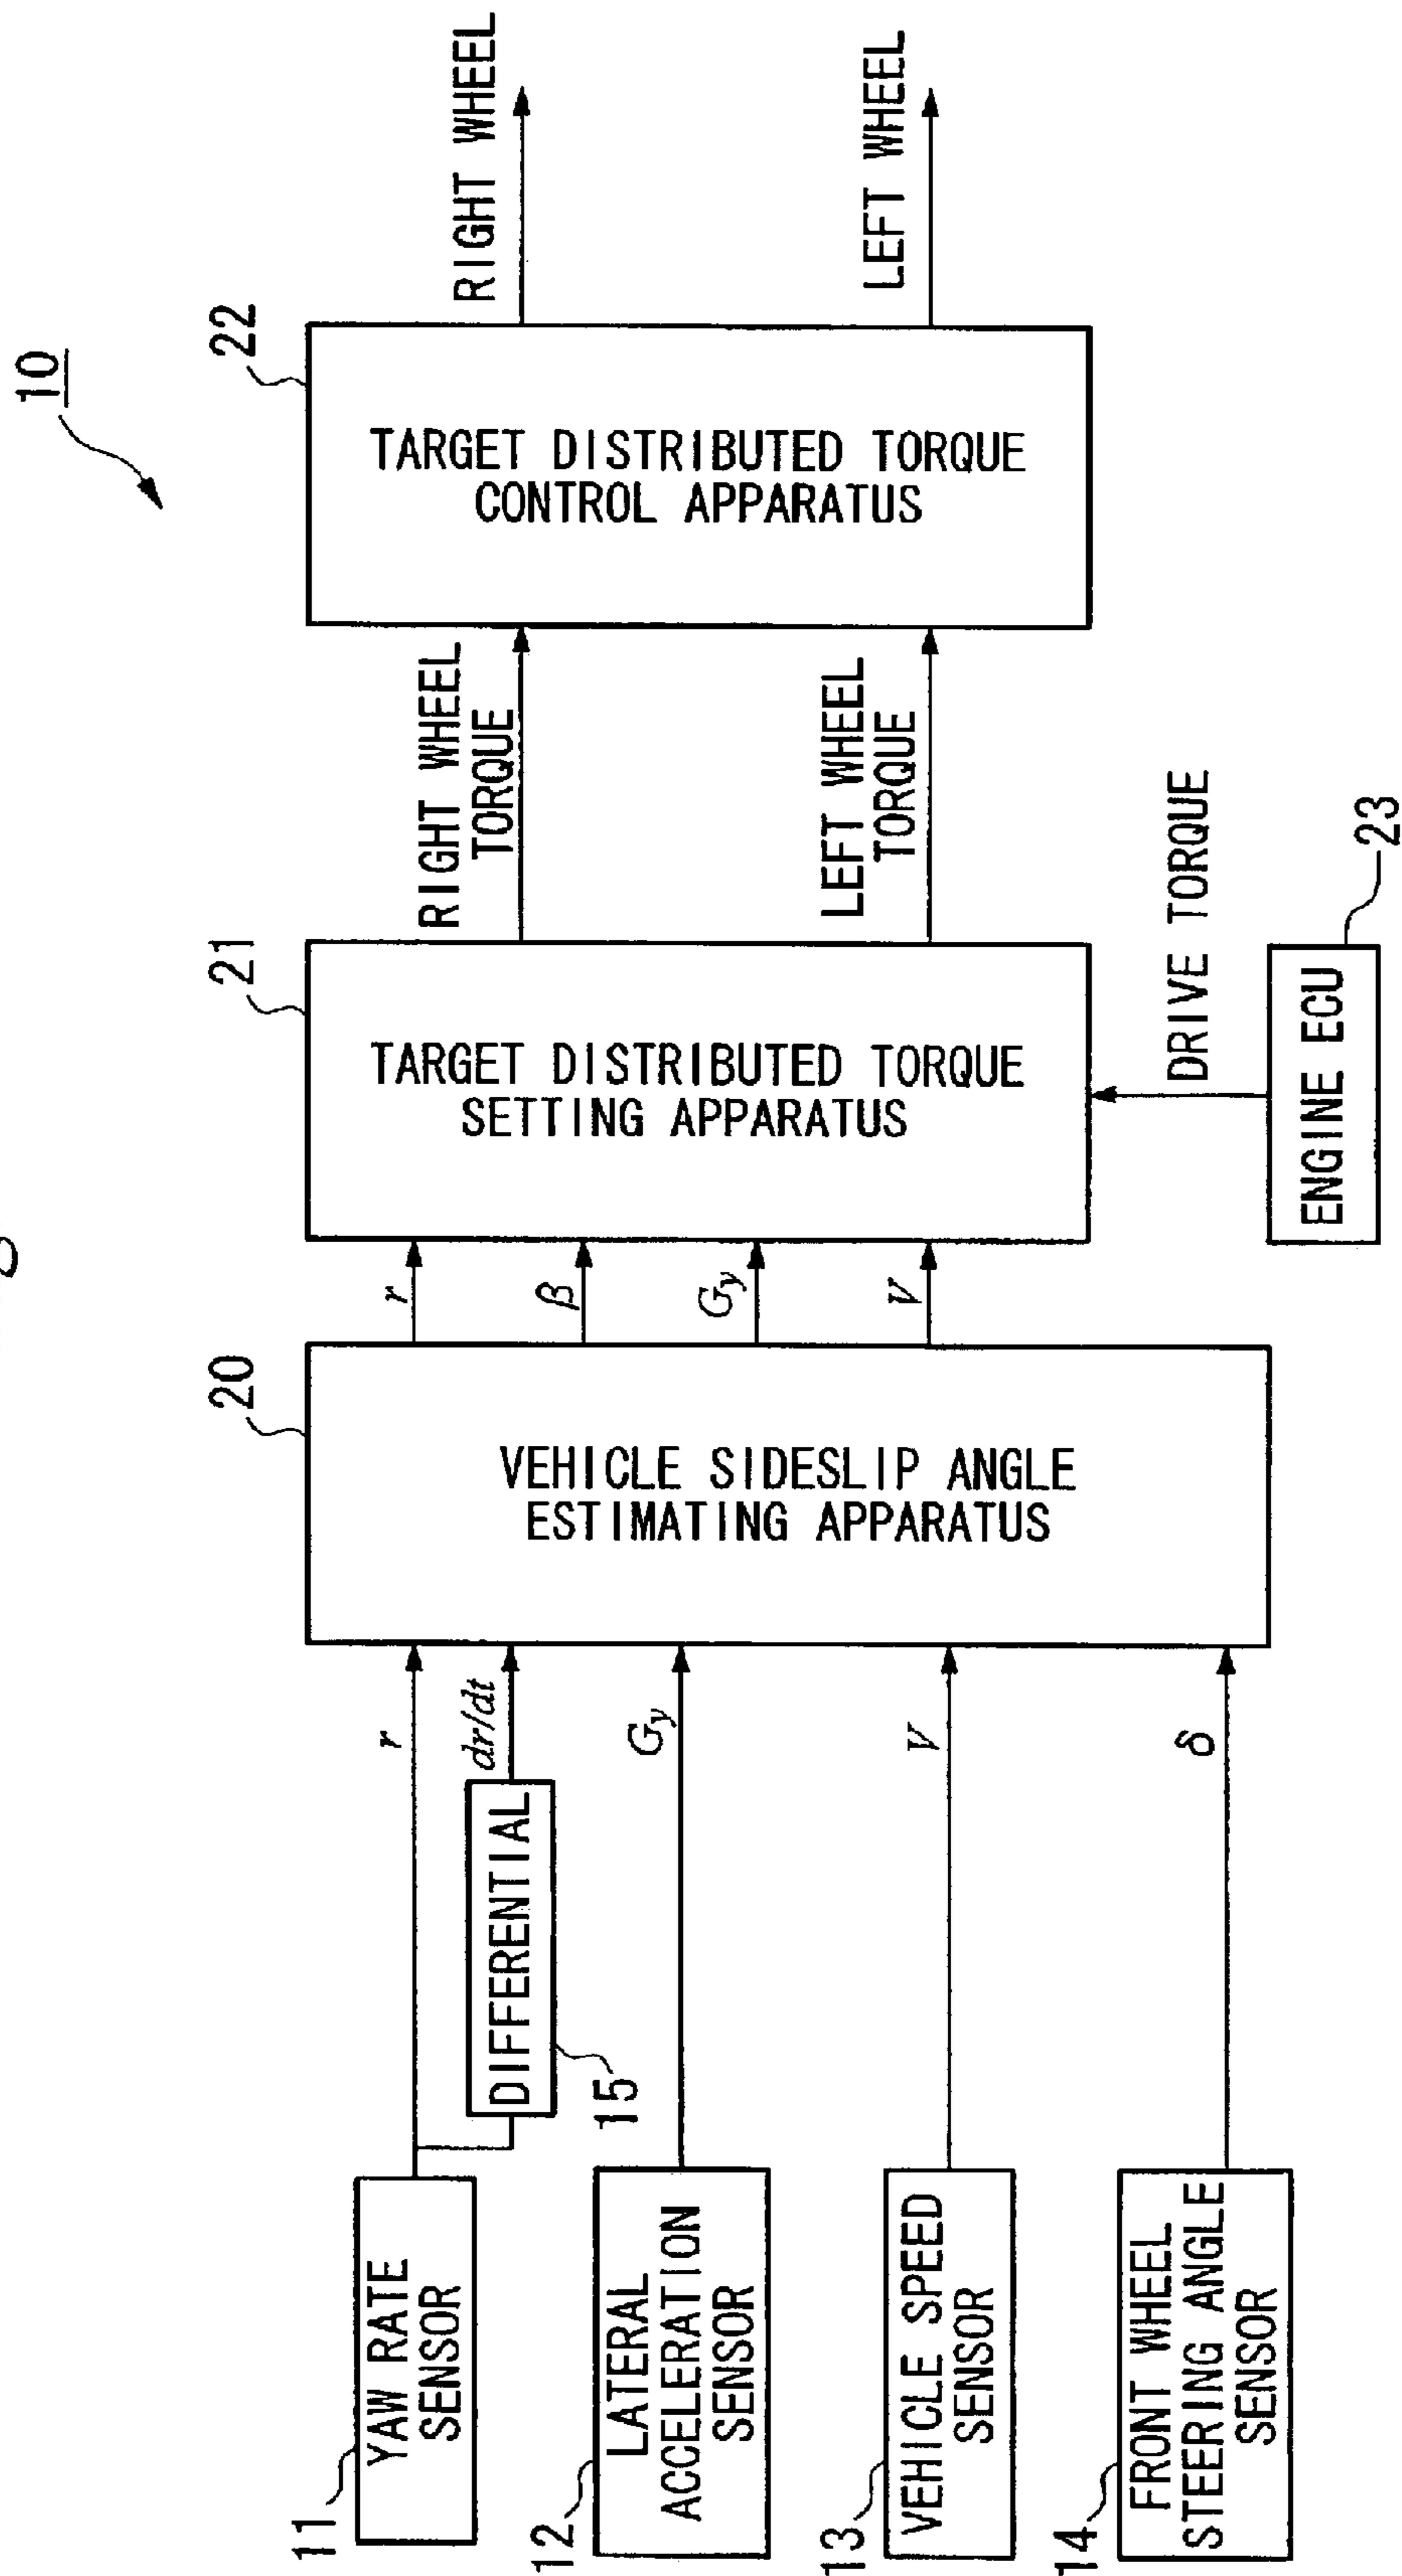 10
11
YAW RATE
SENSOR
12
LATERAL
ACCELERATION
SENSOR
13
VEHICLE SPEED
SENSOR
14
FRONT WHEEL
STEERING ANGLE
SENSOR
15
DIFFERENTIAL
r
dr/dt
Gy
V
δ
20
VEHICLE SIDESLIP ANGLE
ESTIMATING APPARATUS
r
β
Gy
V
21
TARGET DISTRIBUTED TORQUE
SETTING APPARATUS
DRIVE TORQUE
ENGINE ECU
23
RIGHT WHEEL
TORQUE
LEFT WHEEL
TORQUE
22
TARGET DISTRIBUTED TORQUE
CONTROL APPARATUS
RIGHT WHEEL
LEFT WHEEL